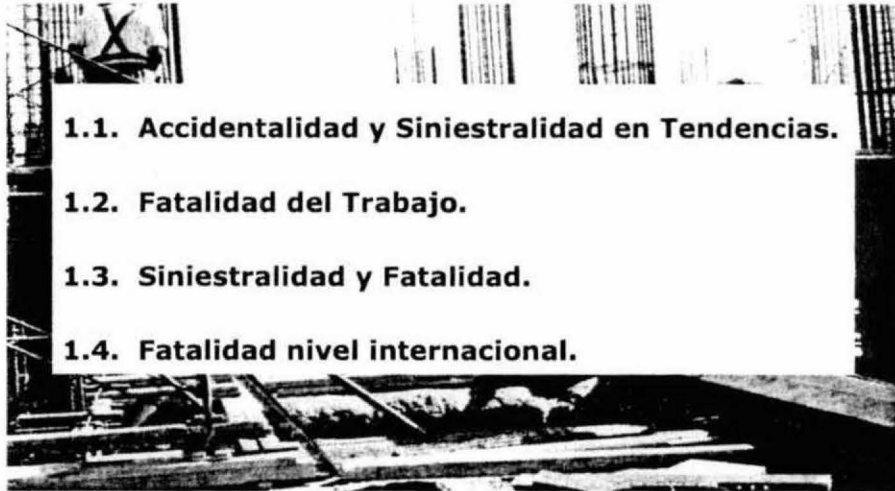 1.1. Accidentalidad y Siniestralidad en Tendencias.
1.2. Fatalidad del Trabajo.
1.3. Siniestralidad y Fatalidad.
1.4. Fatalidad nivel internacional.